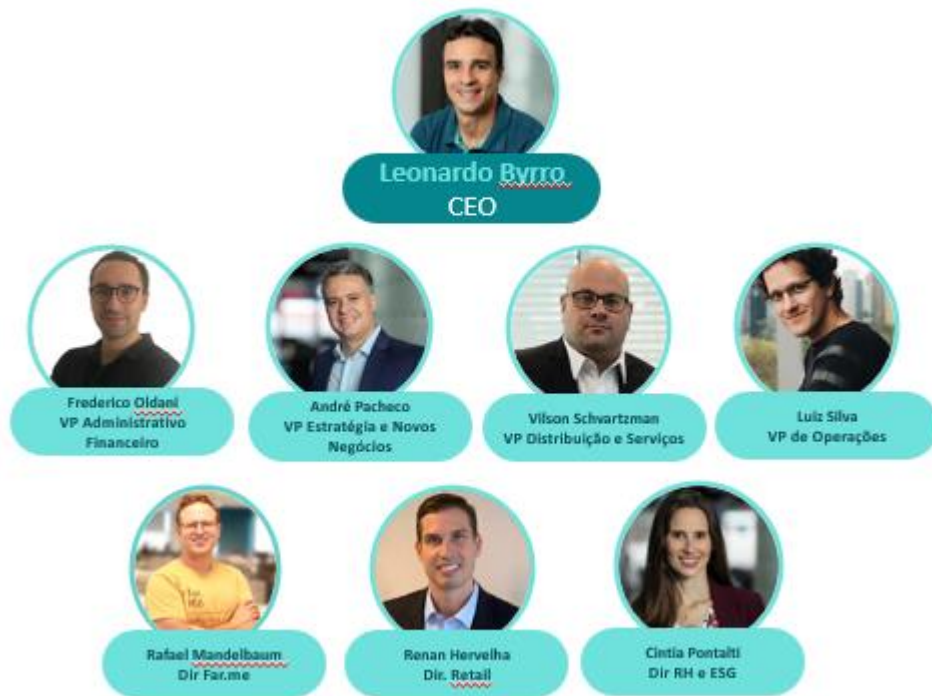 Leonardo Byrro
CEO
Frederico Oldani
VP Administrativo
Financeiro
André Pacheco
VP Estratégia e Novos
Negócios
Vilson Schvartzman
VP Distribuição e Serviços
Luiz Silva
VP de Operações
Rafael Mandelbaum
Dir Far.me
Renan Hervelha
Dir. Retail
Cintia Pontalti
Dir RH e ESG